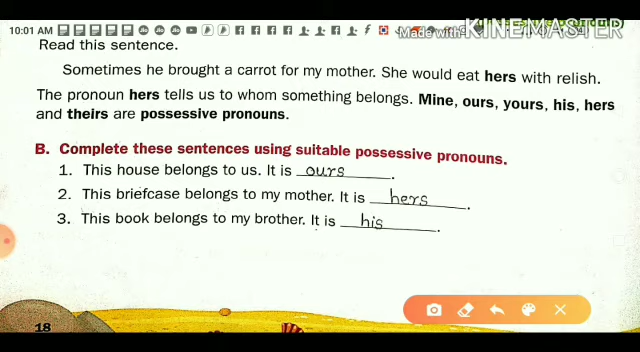 10:01 AM
Made with KINEMASTER
Read this sentence.
Sometimes he brought a carrot for my mother. She would eat hers with relish.
The pronoun hers tells us to whom something belongs. Mine, ours, yours, his, hers
and theirs are possessive pronouns.
B. Complete these sentences using suitable possessive pronouns.
1. This house belongs to us. It is ours.
2. This briefcase belongs to my mother. It is hers.
3. This book belongs to my brother. It is his.
18